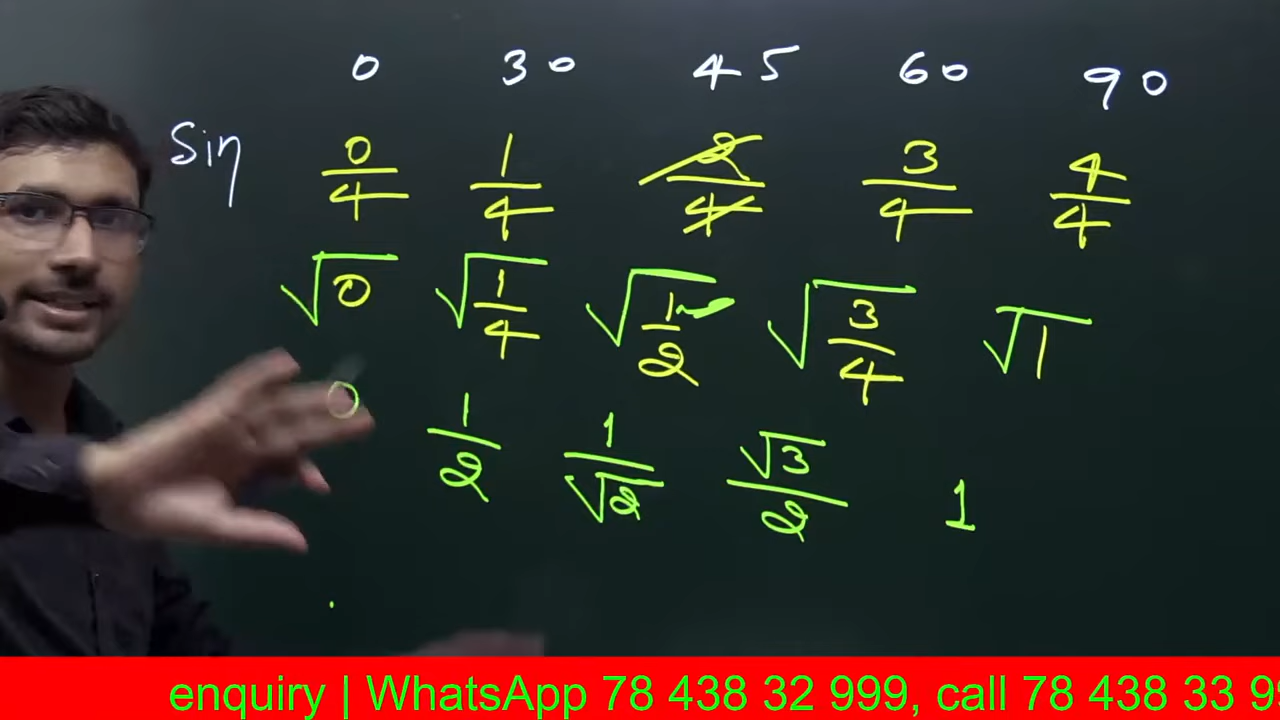 0 30 45 60 90
Sin 0/4 1/4 2/4 3/4 4/4
√0 √1/4 √1/2 √3/4 √1
0 1/2 1/√2 √3/2 1
enquiry | WhatsApp 78 438 32 999, call 78 438 33 9